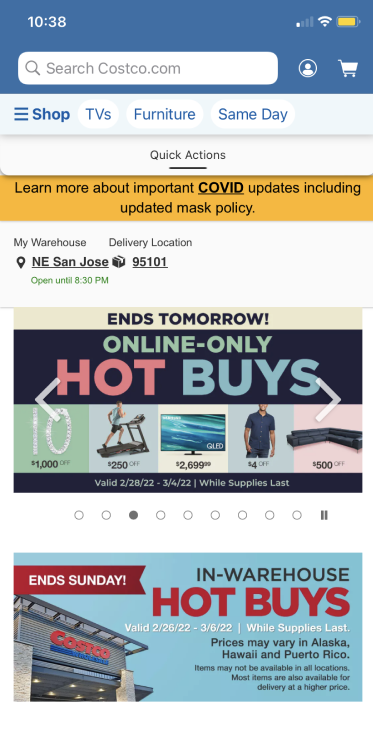 10:38
Search Costco.com
Shop TVs Furniture Same Day
Quick Actions
Learn more about important COVID updates including
updated mask policy.
My Warehouse Delivery Location
NE San Jose 95101
Open until 8:30 PM
ENDS TOMORROW!
ONLINE-ONLY
HOT BUYS
QLED
$1,000 OFF $250 OFF $2,699⁹⁹ $4 OFF $500 OFF
Valid 2/28/22 - 3/4/22 | While Supplies Last
ENDS SUNDAY!
IN-WAREHOUSE
HOT BUYS
Valid 2/26/22 - 3/6/22 | While Supplies Last.
Prices may vary in Alaska,
Hawaii and Puerto Rico.
Items may not be available in all locations.
Most items are also available for
delivery at a higher price.
Costco